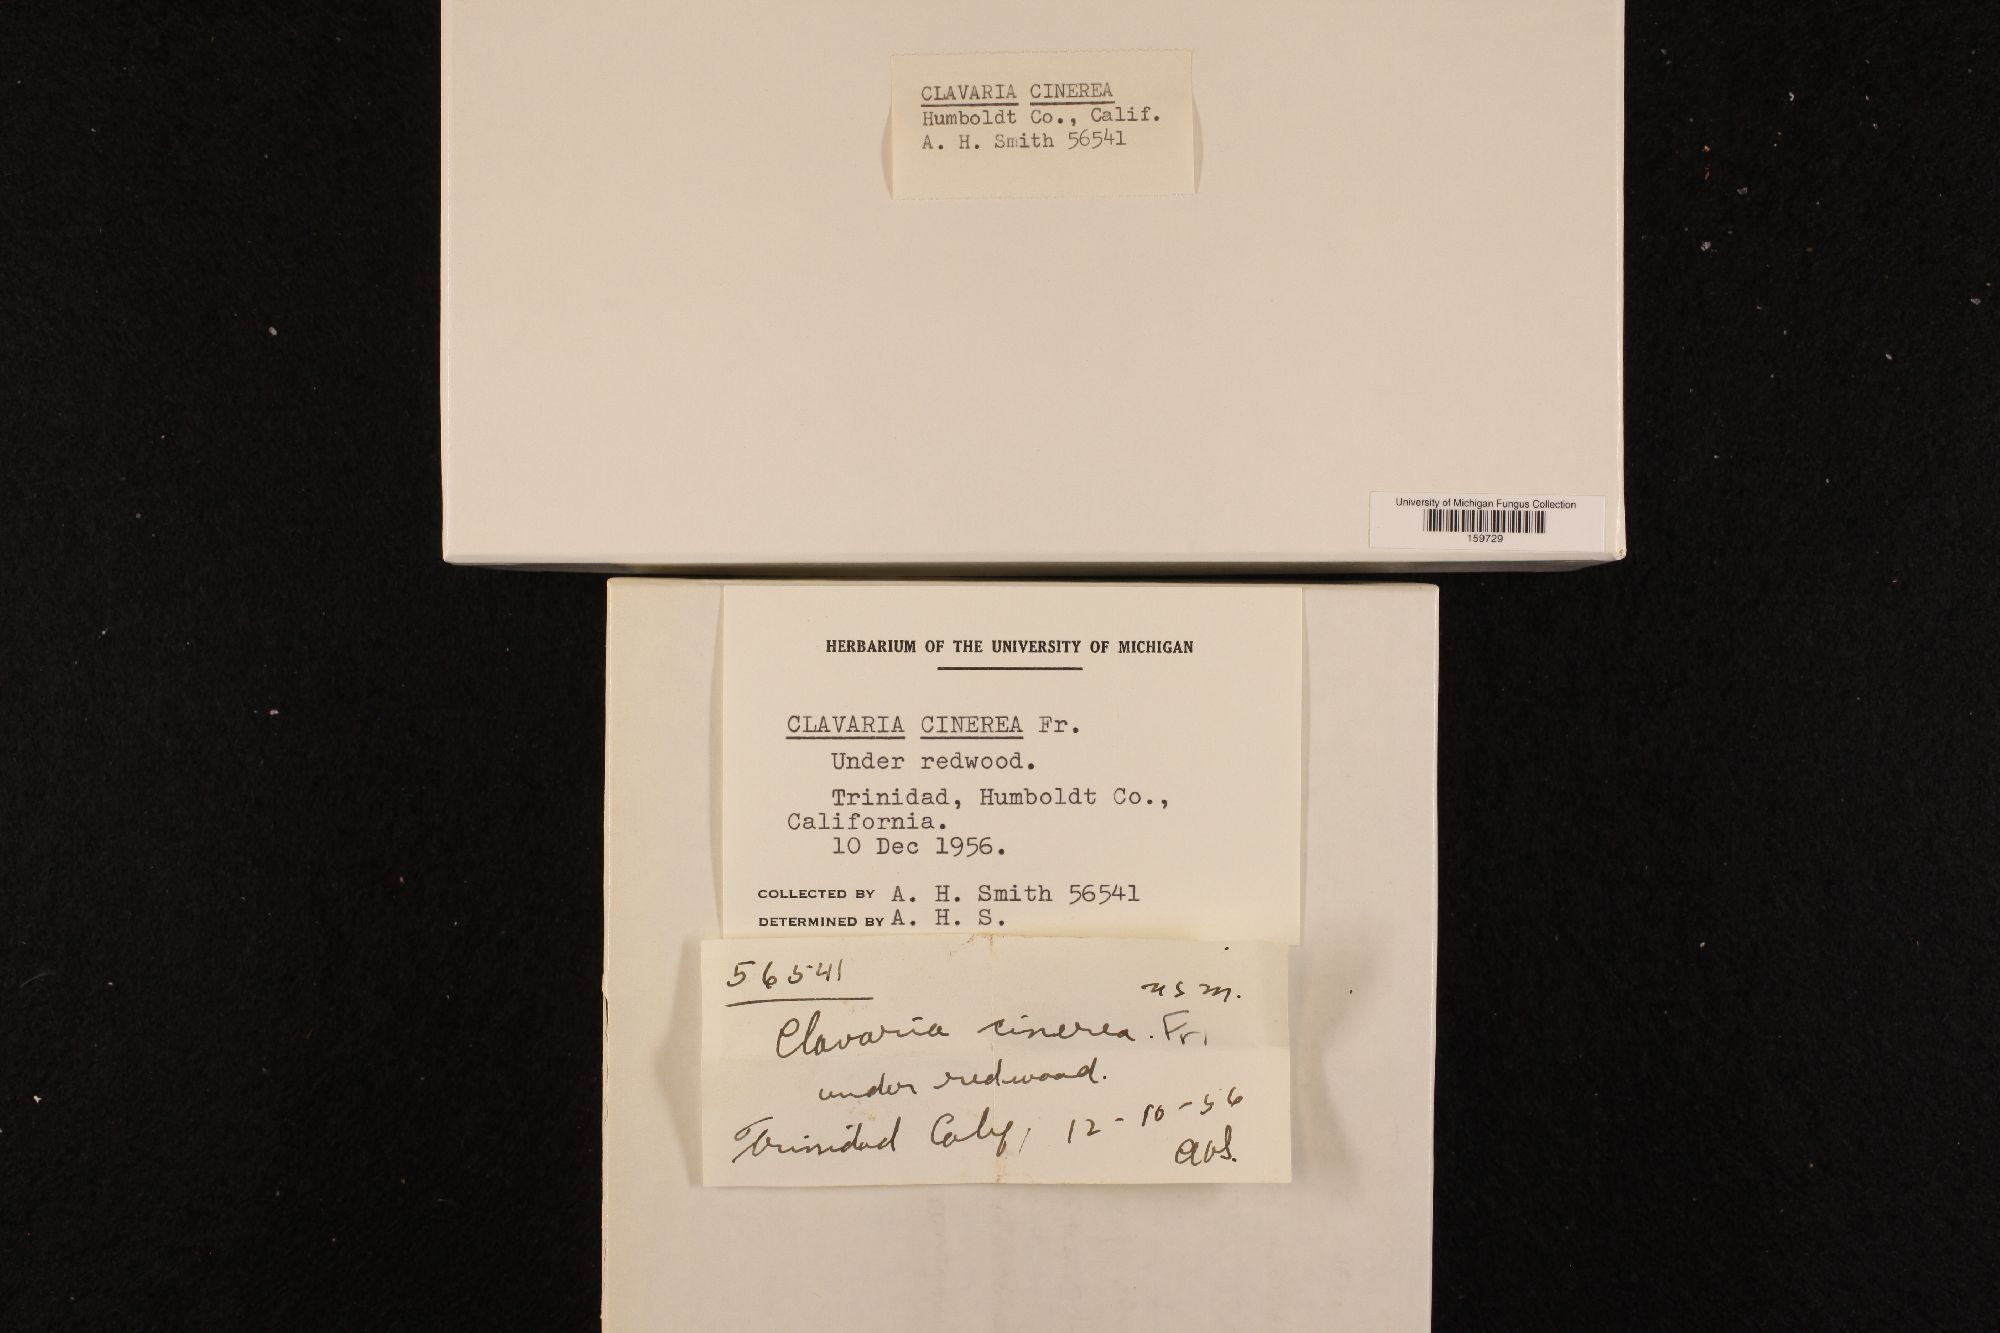 CLAVARIA CINEREA
Humboldt Co., Calif.
A. H. Smith 56541
University of Michigan Fungus Collection
159729
HERBARIUM OF THE UNIVERSITY OF MICHIGAN
CLAVARIA CINEREA Fr.
Under redwood.
Trinidad, Humboldt Co.,
California.
10 Dec 1956.
COLLECTED BY A. H. Smith 56541
DETERMINED BY A. H. S.
56541
Clavaria cinerea. Fr.
under redwood.
Trinidad Calif, 12-10-56